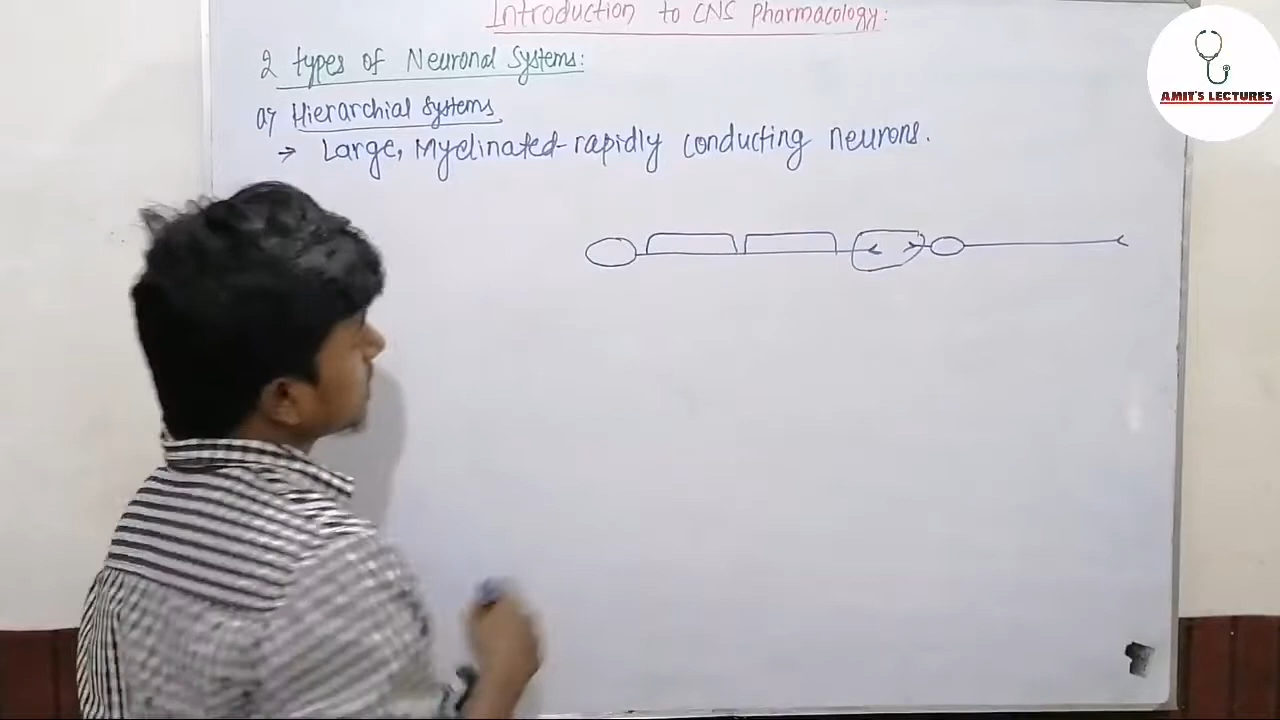 Introduction to CNS Pharmacology:
2 types of Neuronal Systems:
a) Hierarchial Systems
→ Large, Myelinated-rapidly conducting neurons.
AMIT'S LECTURES